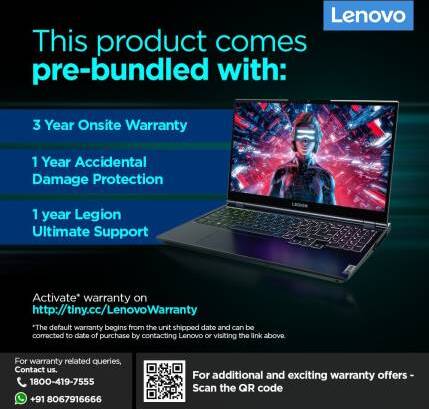 Lenovo
This product comes
pre-bundled with:
3 Year Onsite Warranty
1 Year Accidental
Damage Protection
1 year Legion
Ultimate Support
LEGION
Activate* warranty on
http://tiny.cc/LenovoWarranty
*The default warranty begins from the unit shipped date and can be
corrected to date of purchase by contacting Lenovo or visiting the link above.
For warranty related queries,
Contact us.
1800-419-7555
+91 8067916666
For additional and exciting warranty offers -
Scan the QR code